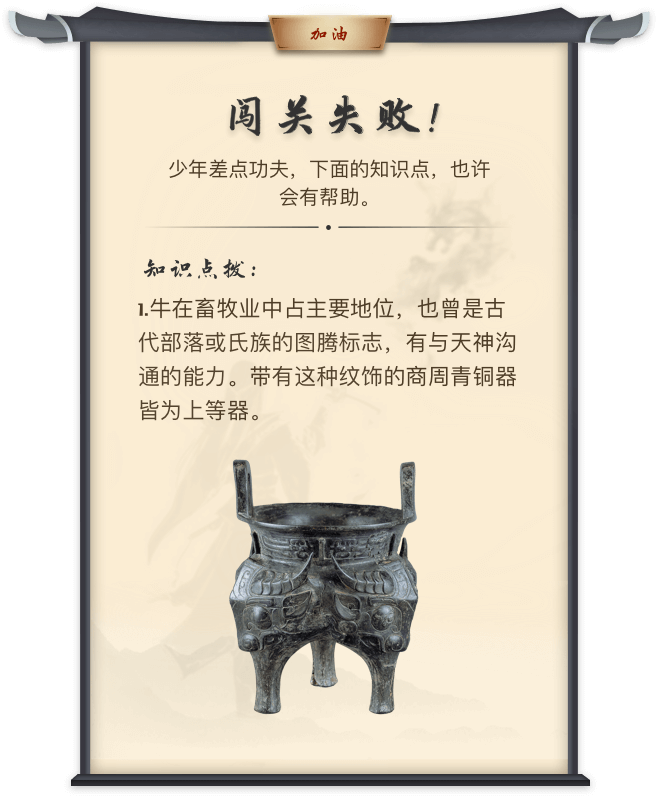 加油
闯关失败!
少年差点功夫，下面的知识点，也许
会有帮助。
知识点拨：
1.牛在畜牧业中占主要地位，也曾是古
代部落或氏族的图腾标志，有与天神沟
通的能力。带有这种纹饰的商周青铜器
皆为上等器。